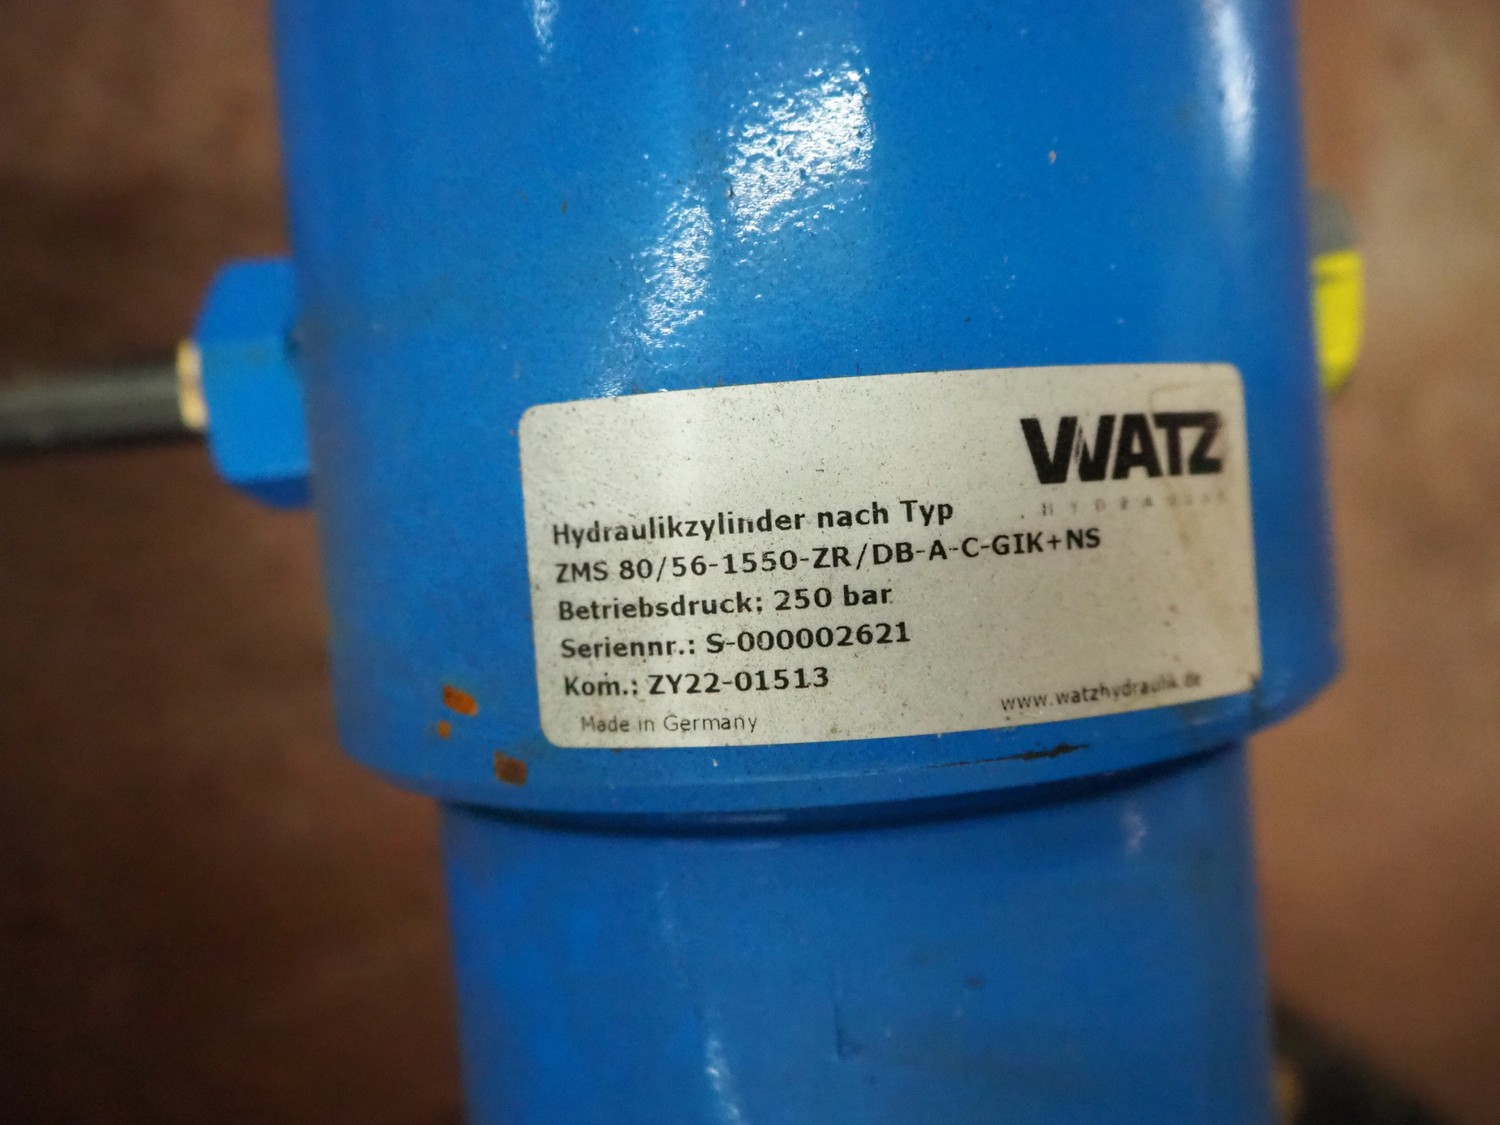 WATZ
HYDRAULIK
Hydraulikzylinder nach Typ
ZMS 80/56-1550-ZR/DB-A-C-GIK+NS
Betriebsdruck: 250 bar
Seriennr.: S-000002621
Kom.: ZY22-01513
Made in Germany
www.watzhydraulik.de